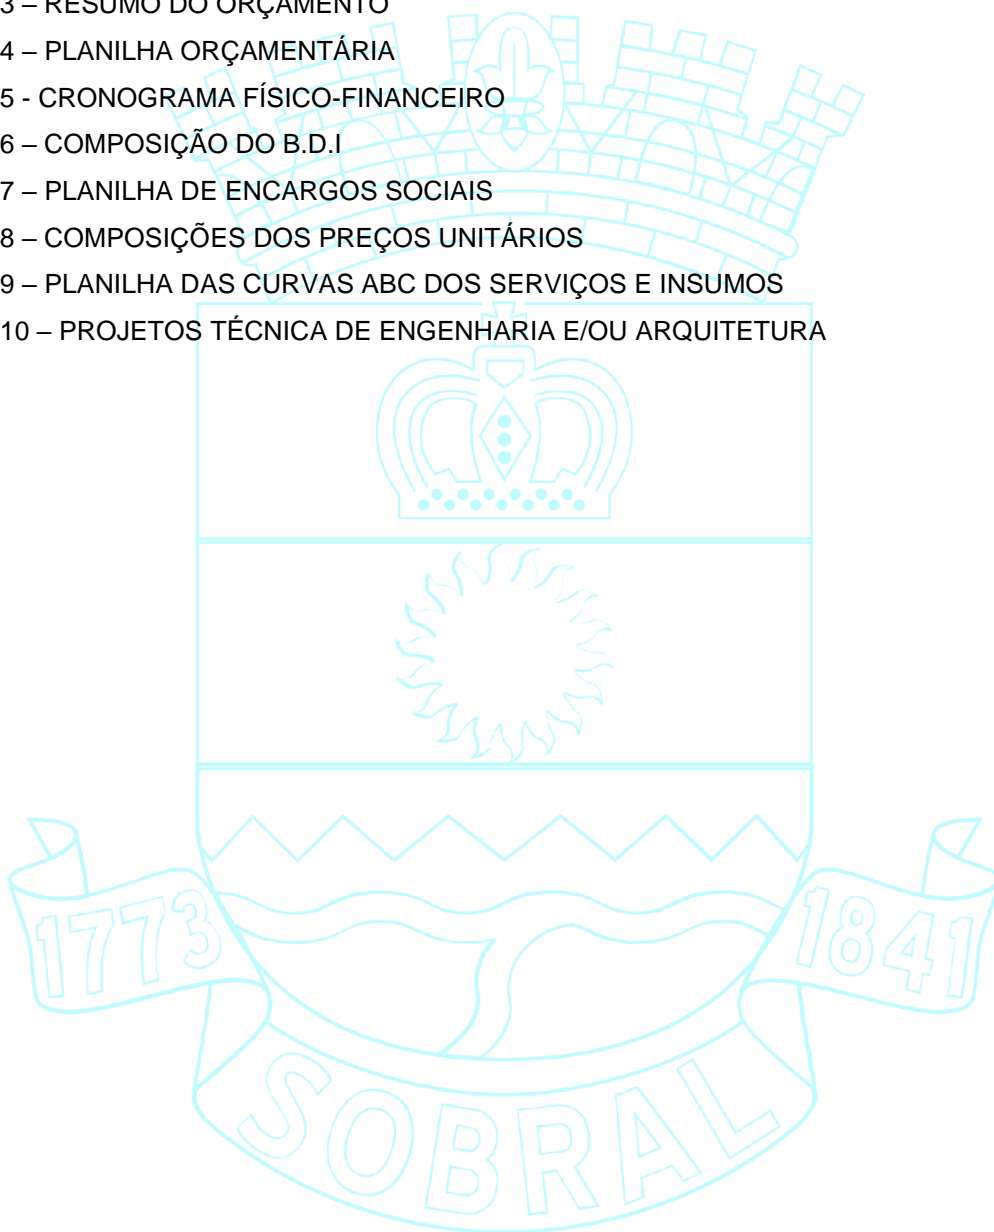 3 – RESUMO DO ORÇAMENTO
4 – PLANILHA ORÇAMENTÁRIA
5 - CRONOGRAMA FÍSICO-FINANCEIRO
6 – COMPOSIÇÃO DO B.D.I
7 – PLANILHA DE ENCARGOS SOCIAIS
8 – COMPOSIÇÕES DOS PREÇOS UNITÁRIOS
9 – PLANILHA DAS CURVAS ABC DOS SERVIÇOS E INSUMOS
10 – PROJETOS TÉCNICA DE ENGENHARIA E/OU ARQUITETURA
1773
1841
SOBRAL